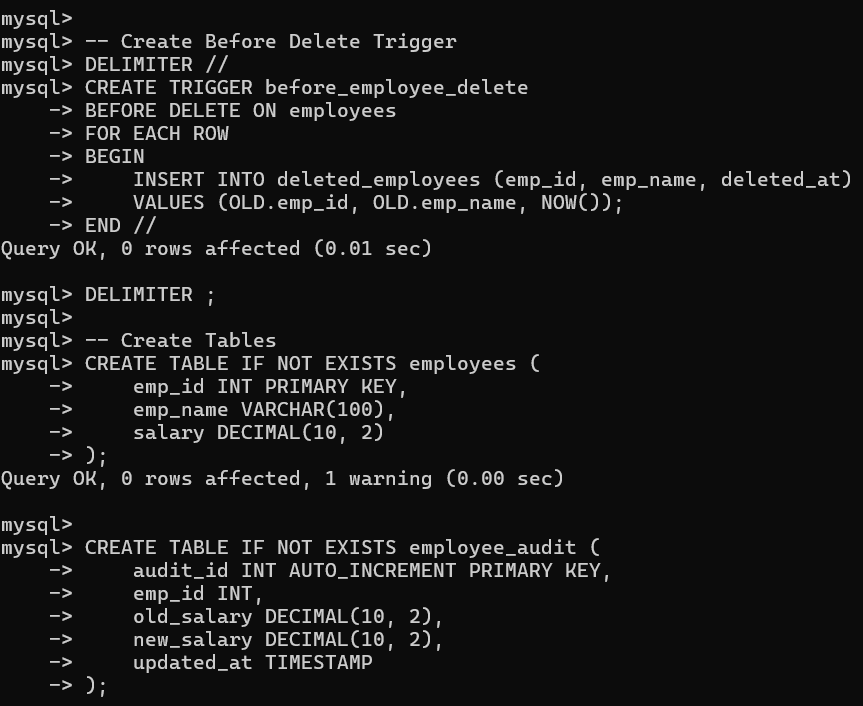 mysql>
mysql> -- Create Before Delete Trigger
mysql> DELIMITER //
mysql> CREATE TRIGGER before_employee_delete
    -> BEFORE DELETE ON employees
    -> FOR EACH ROW
    -> BEGIN
    ->     INSERT INTO deleted_employees (emp_id, emp_name, deleted_at)
    ->     VALUES (OLD.emp_id, OLD.emp_name, NOW());
    -> END //
Query OK, 0 rows affected (0.01 sec)

mysql> DELIMITER ;
mysql>
mysql> -- Create Tables
mysql> CREATE TABLE IF NOT EXISTS employees (
    ->     emp_id INT PRIMARY KEY,
    ->     emp_name VARCHAR(100),
    ->     salary DECIMAL(10, 2)
    -> );
Query OK, 0 rows affected, 1 warning (0.00 sec)

mysql>
mysql> CREATE TABLE IF NOT EXISTS employee_audit (
    ->     audit_id INT AUTO_INCREMENT PRIMARY KEY,
    ->     emp_id INT,
    ->     old_salary DECIMAL(10, 2),
    ->     new_salary DECIMAL(10, 2),
    ->     updated_at TIMESTAMP
    -> );